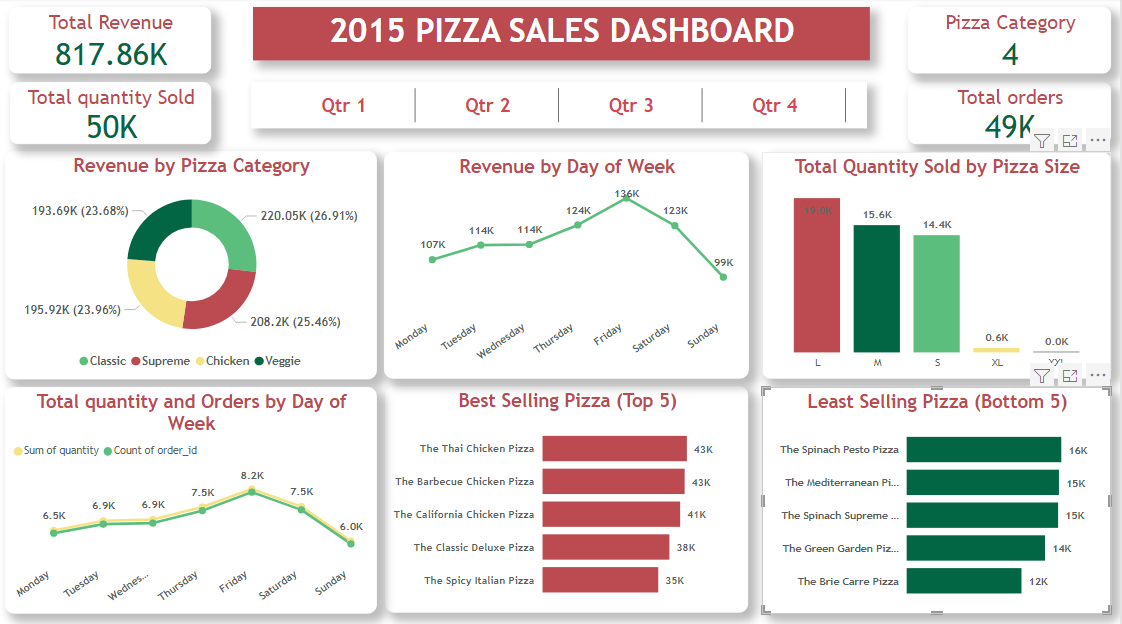 Total Revenue
817.86K
2015 PIZZA SALES DASHBOARD
Pizza Category
4
Total quantity Sold
50K
Qtr 1
Qtr 2
Qtr 3
Qtr 4
Total orders
49K
Revenue by Pizza Category
193.69K (23.68%)
220.05K (26.91%)
195.92K (23.96%)
208.2K (25.46%)
Classic
Supreme
Chicken
Veggie
Revenue by Day of Week
107K
114K
114K
124K
136K
123K
99K
Monday
Tuesday
Wednesday
Thursday
Friday
Saturday
Sunday
Total Quantity Sold by Pizza Size
19.0K
15.6K
14.4K
0.6K
0.0K
L
M
S
XL
XXL
Total quantity and Orders by Day of
Week
Sum of quantity
Count of order_id
6.5K
6.9K
6.9K
7.5K
8.2K
7.5K
6.0K
Monday
Tuesday
Wednes...
Thursday
Friday
Saturday
Sunday
Best Selling Pizza (Top 5)
The Thai Chicken Pizza 43K
The Barbecue Chicken Pizza 43K
The California Chicken Pizza 41K
The Classic Deluxe Pizza 38K
The Spicy Italian Pizza 35K
Least Selling Pizza (Bottom 5)
The Spinach Pesto Pizza 16K
The Mediterranean Pi... 15K
The Spinach Supreme ... 15K
The Green Garden Piz... 14K
The Brie Carre Pizza 12K